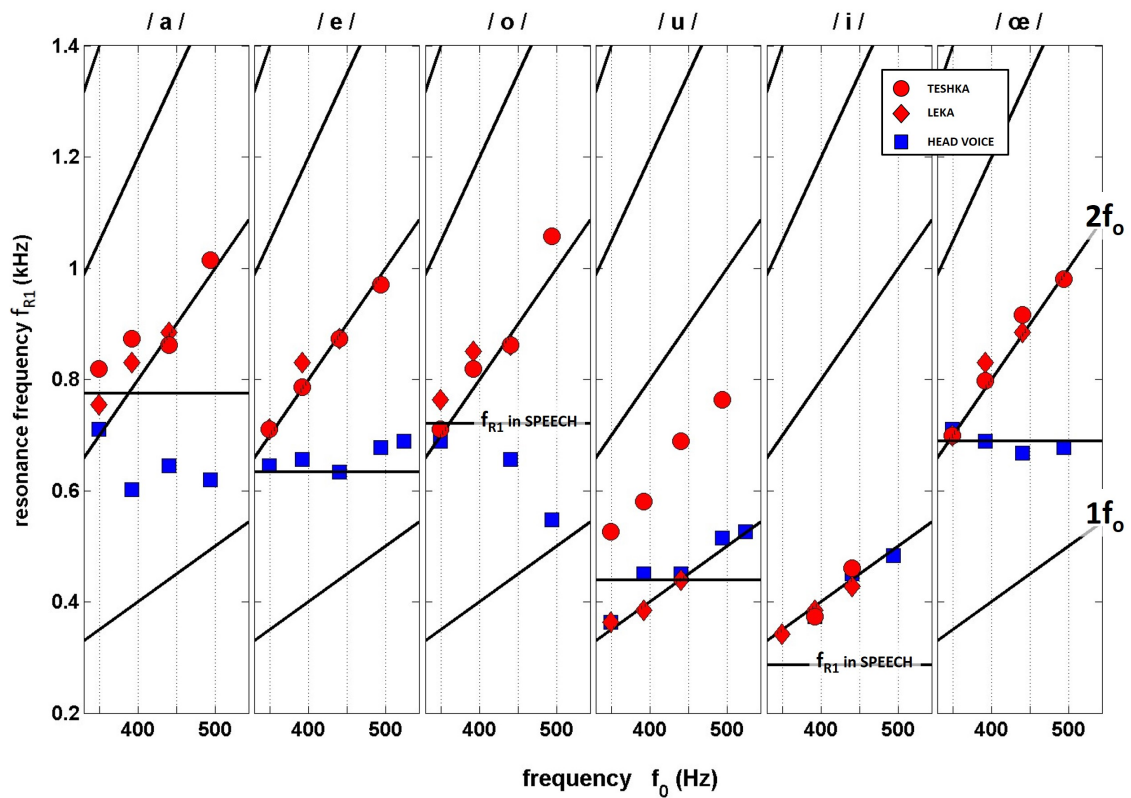 / a /
/ e /
/ o /
/ u /
/ i /
/ œ /
1.4
1.2
1
0.8
0.6
0.4
0.2
resonance frequency fR1 (kHz)
TESHKA
LEKA
HEAD VOICE
2fo
1fo
fR1 in SPEECH
fR1 in SPEECH
400 500
400 500
400 500
400 500
400 500
400 500
frequency f0 (Hz)